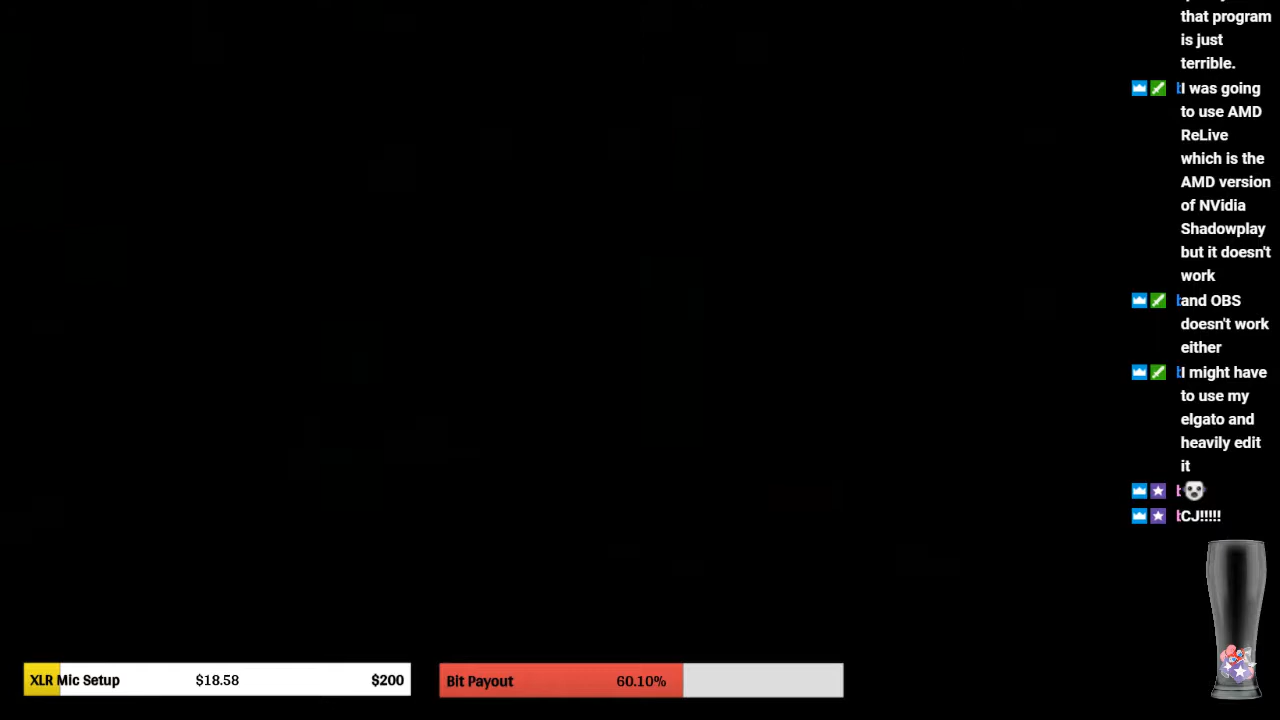 that program
is just
terrible.
I was going
to use AMD
ReLive
which is the
AMD version
of NVidia
Shadowplay
but it doesn't
work
and OBS
doesn't work
either
I might have
to use my
elgato and
heavily edit
it
CJ!!!!!
XLR Mic Setup $18.58 $200
Bit Payout 60.10%